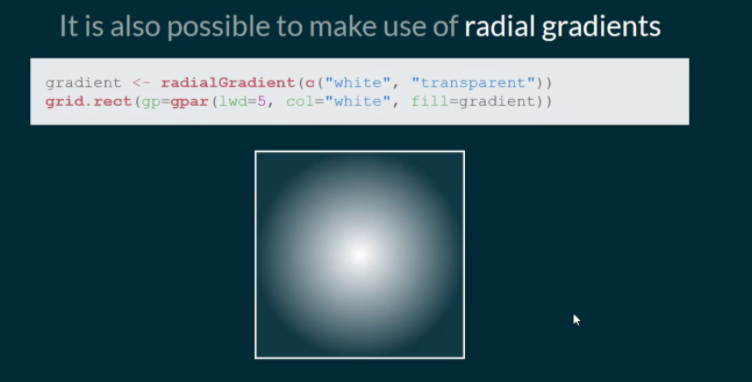 It is also possible to make use of radial gradients
gradient <- radialGradient(c("white", "transparent"))
grid.rect(gp=gpar(lwd=5, col="white", fill=gradient))